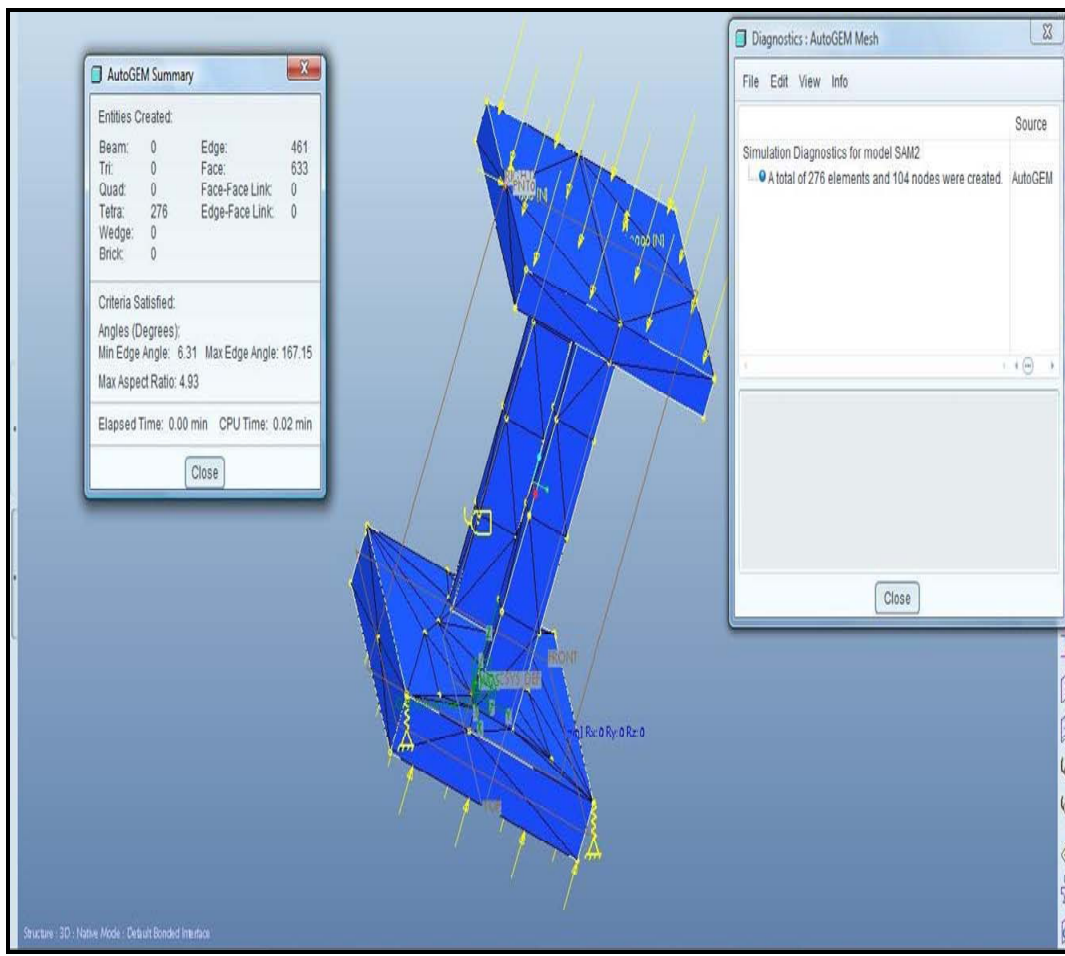 AutoGEM Summary
Entities Created:
Beam: 0 Edge: 461
Tri: 0 Face: 633
Quad: 0 Face-Face Link: 0
Tetra: 276 Edge-Face Link: 0
Wedge: 0
Brick: 0
Criteria Satisfied:
Angles (Degrees):
Min Edge Angle: 6.31 Max Edge Angle: 167.15
Max Aspect Ratio: 4.93
Elapsed Time: 0.00 min CPU Time: 0.02 min
Close
Diagnostics : AutoGEM Mesh
File Edit View Info
Source
Simulation Diagnostics for model SAM2
A total of 276 elements and 104 nodes were created. AutoGEM
Close
PNT0
[N]
[N]
FRONT
Rx: 0 Ry: 0 Rz: 0
Structure : 3D : Native Mode : Default Bonded Interface